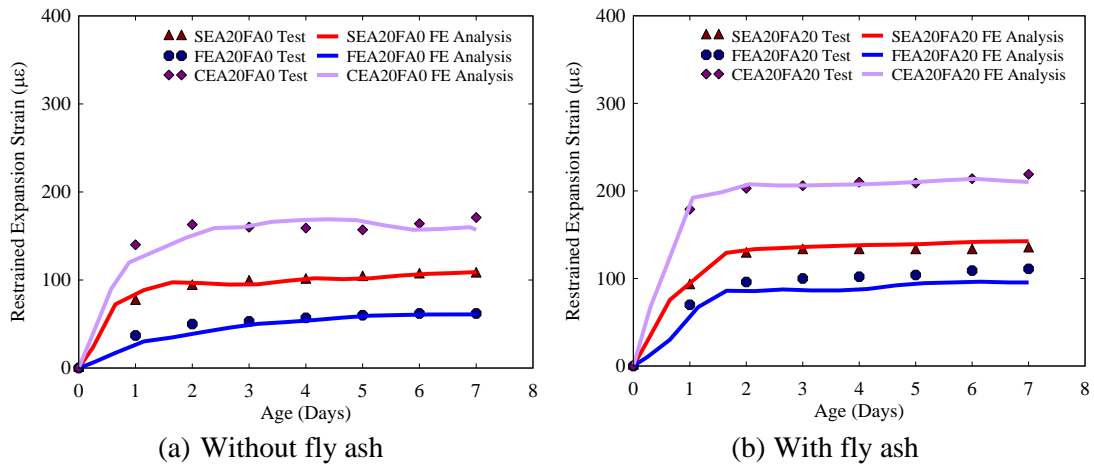 400
300
200
100
0
Restrained Expansion Strain (με)
SEA20FA0 Test
FEA20FA0 Test
CEA20FA0 Test
SEA20FA0 FE Analysis
FEA20FA0 FE Analysis
CEA20FA0 FE Analysis
0 1 2 3 4 5 6 7 8
Age (Days)
(a) Without fly ash
400
300
200
100
0
Restrained Expansion Strain (με)
SEA20FA20 Test
FEA20FA20 Test
CEA20FA20 Test
SEA20FA20 FE Analysis
FEA20FA20 FE Analysis
CEA20FA20 FE Analysis
0 1 2 3 4 5 6 7 8
Age (Days)
(b) With fly ash